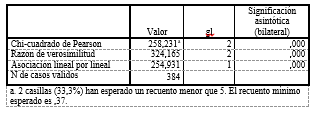 Significación
asintótica
Valor gl (bilateral)
Chi-cuadrado de Pearson 258,231ª 2 ,000
Razón de verosimilitud 324,165 2 ,000
Asociación lineal por lineal 254,931 1 ,000
N de casos válidos 384
a. 2 casillas (33,3%) han esperado un recuento menor que 5. El recuento mínimo
esperado es ,37.